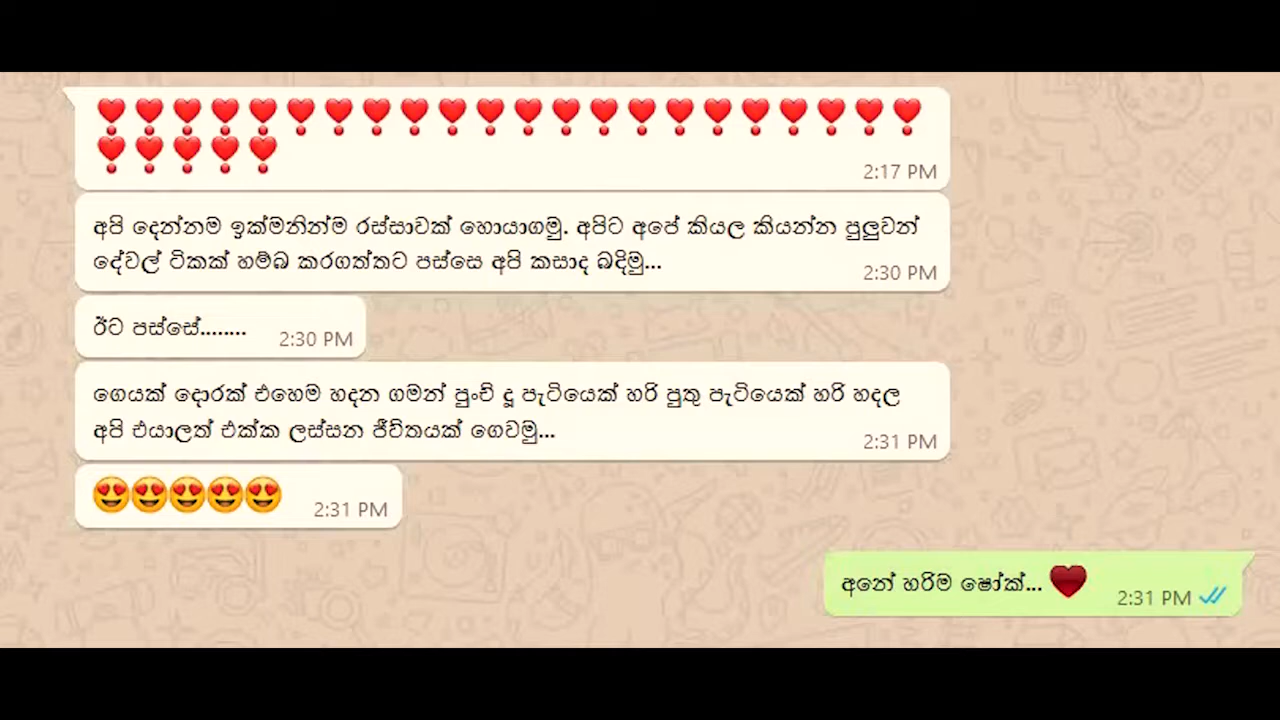 ❣️❣️❣️❣️❣️❣️❣️❣️❣️❣️❣️❣️❣️❣️❣️❣️❣️❣️❣️❣️❣️❣️
❣️❣️❣️❣️❣️
2:17 PM
අපි දෙන්නම ඉක්මනින්ම රස්සාවක් හොයාගමු. අපිට අපේ කියල කියන්න පුලුවන්
දේවල් ටිකක් හම්බ කරගත්තට පස්සෙ අපි කසාද බදිමු...
2:30 PM
ඊට පස්සේ........ 2:30 PM
ගෙයක් දොරක් එහෙම හදන ගමන් පුංචි දූ පැටියෙක් හරි පුතු පැටියෙක් හරි හදල
අපි එයාලත් එක්ක ලස්සන ජීවිතයක් ගෙවමු...
2:31 PM
😍😍😍😍😍 2:31 PM
අනේ හරිම ෂෝක්...♥️ 2:31 PM